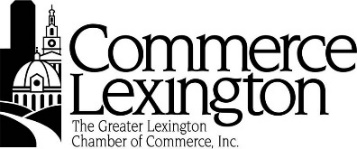 Commerce
Lexington
The Greater Lexington
Chamber of Commerce, Inc.